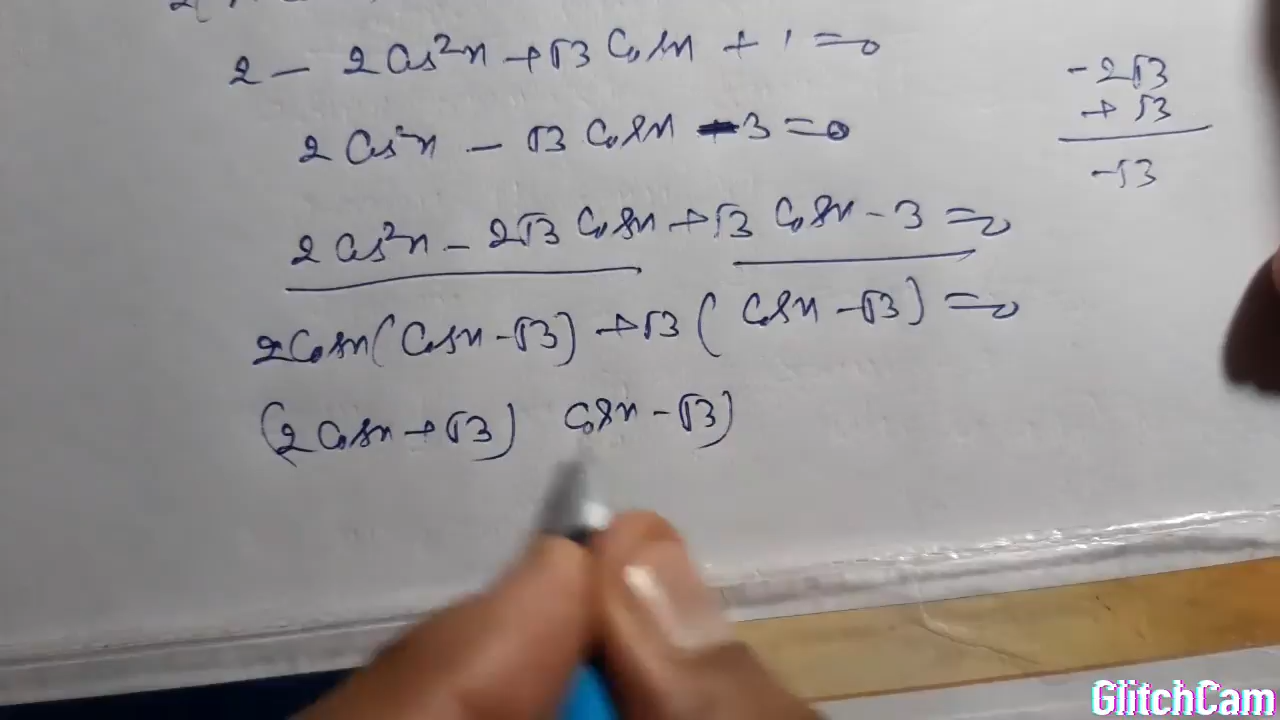 2 - 2cos²x + √3 cosx + 1 = 0
2cos²x - √3 cosx - 3 = 0
2cos²x - 2√3 cosx + √3 cosx - 3 = 0
2cosx(cosx - √3) + √3(cosx - √3) = 0
(2cosx + √3) cosx - √3)
-2√3
+√3
-√3
GlitchCam